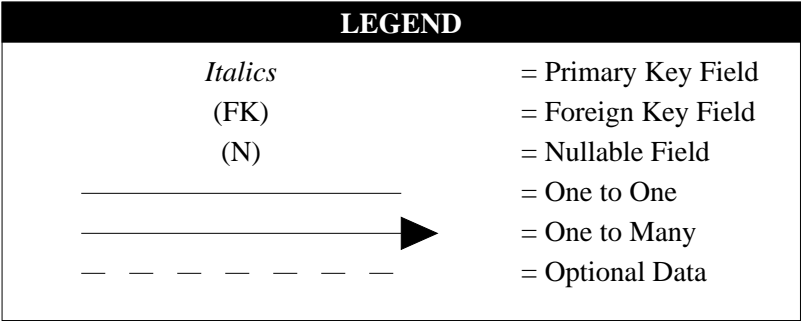 LEGEND
Italics = Primary Key Field
(FK) = Foreign Key Field
(N) = Nullable Field
= One to One
= One to Many
= Optional Data